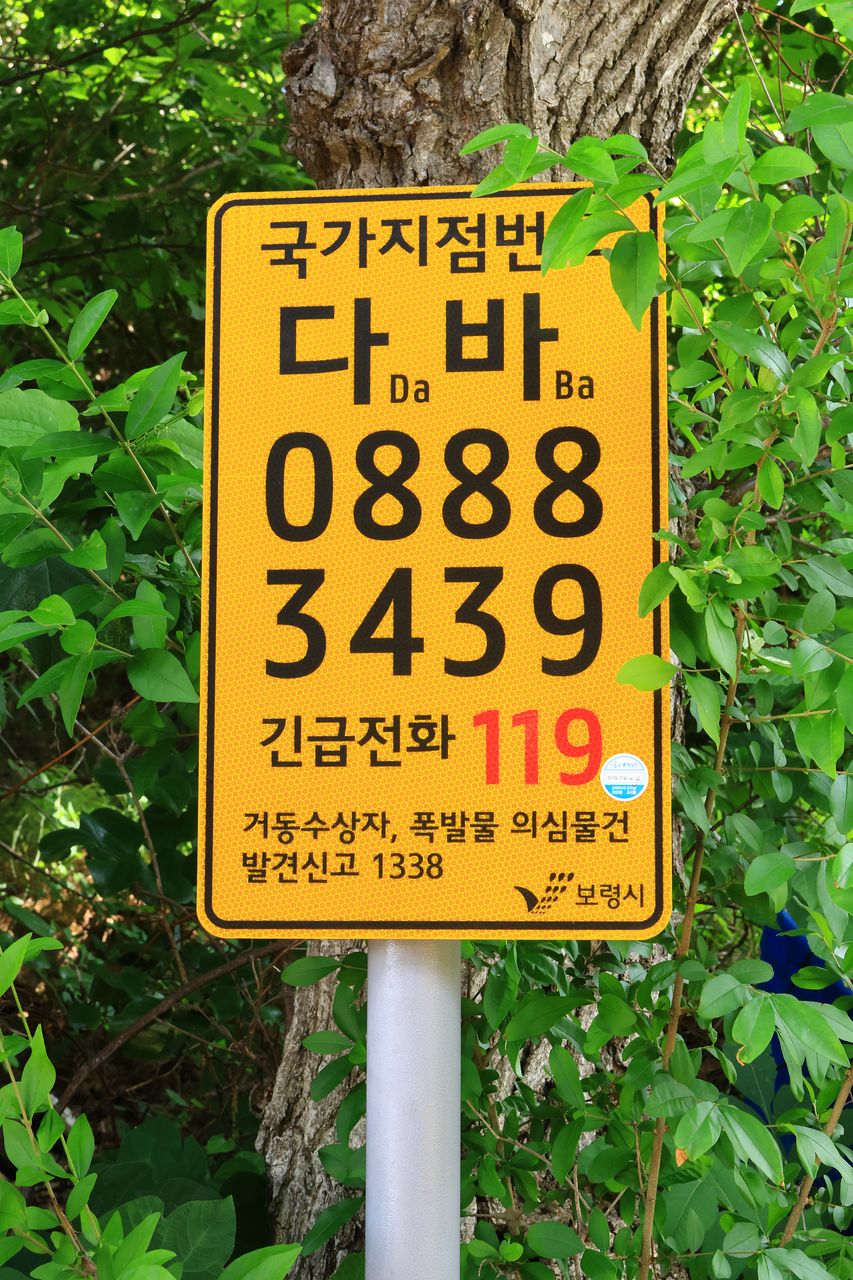 국가지점번
다 Da 바 Ba
0888
3439
긴급전화 119
거동수상자, 폭발물 의심물건
발견신고 1338
보령시